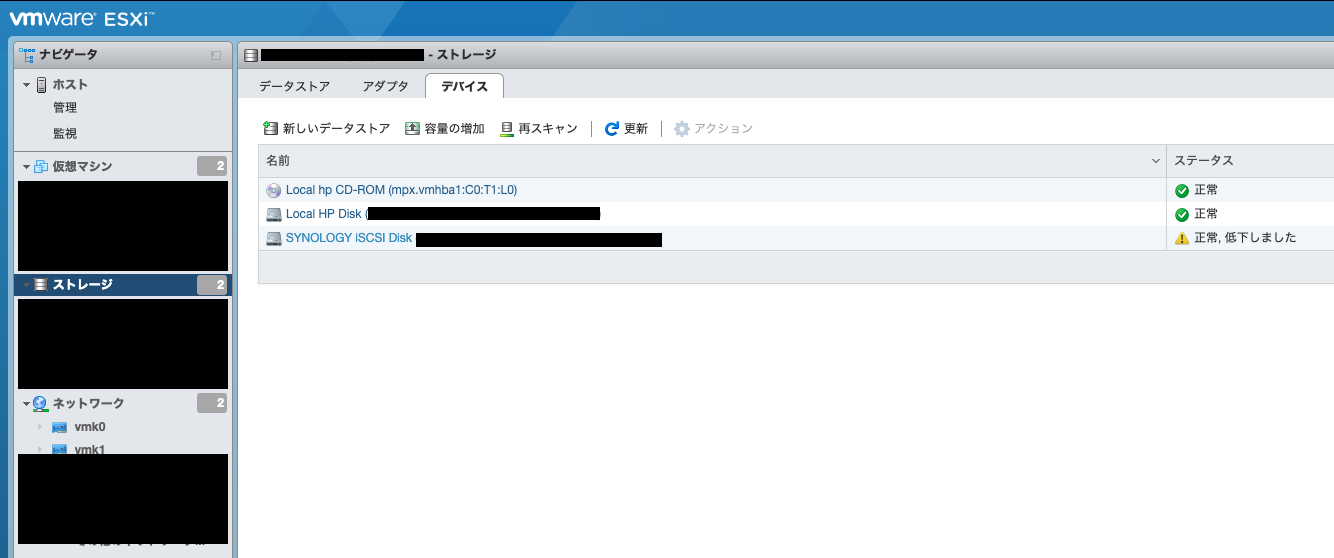 vmware ESXi™
ナビゲータ
- ストレージ
ホスト
管理
監視
仮想マシン 2
ストレージ 2
ネットワーク 2
vmk0
vmk1
データストア アダプタ デバイス
新しいデータストア 容量の増加 再スキャン 更新 アクション
名前 ステータス
Local hp CD-ROM (mpx.vmhba1:C0:T1:L0) 正常
Local HP Disk ( ) 正常
SYNOLOGY iSCSI Disk 正常, 低下しました